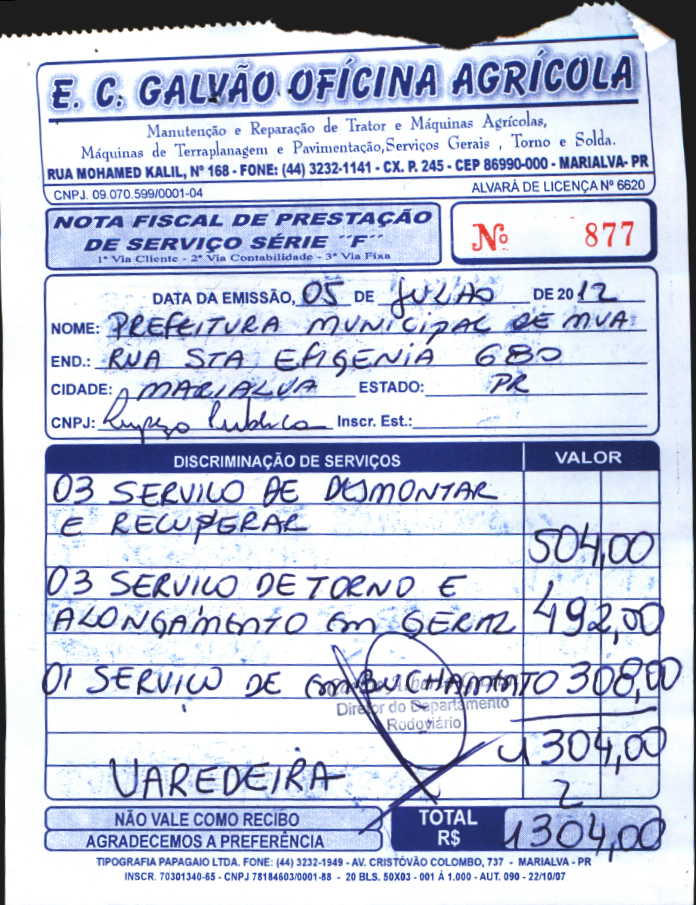 E. C. GALVÃO OFÍCINA AGRÍCOLA
Manutenção e Reparação de Trator e Máquinas Agrícolas,
Máquinas de Terraplanagem e Pavimentação,Serviços Gerais , Torno e Solda.
RUA MOHAMED KALIL, Nº 168 - FONE: (44) 3232-1141 - CX. P. 245 - CEP 86990-000 - MARIALVA- PR
CNPJ. 09.070.599/0001-04 ALVARÁ DE LICENÇA Nº 6620
NOTA FISCAL DE PRESTAÇÃO
DE SERVIÇO SÉRIE "F"
1ª Via Cliente - 2ª Via Contabilidade - 3ª Via Fixa
Nº 877
DATA DA EMISSÃO, 05 DE JULHO DE 2012
NOME: PREFEITURA MUNICIPAL DE MVA
END.: RUA STA EFIGENIA 680
CIDADE: MARIALVA ESTADO: PR
CNPJ: Limpeza Publica Inscr. Est.:
DISCRIMINAÇÃO DE SERVIÇOS VALOR
03 SERVIÇO DE DESMONTAR
E RECUPERAR 504,00
03 SERVIÇO DE TORNO E
ALONGAMENTO Em GERAL 492,00
01 SERVIÇO DE EmBUCHAMENTO 308,00
Diretor do Departamento
Rodoviário
1304,00
VAREDEIRA
NÃO VALE COMO RECIBO
AGRADECEMOS A PREFERÊNCIA
TOTAL R$ 1304,00
TIPOGRAFIA PAPAGAIO LTDA. FONE: (44) 3232-1949 - AV. CRISTÓVÃO COLOMBO, 737 - MARIALVA - PR
INSCR. 70301340-65 - CNPJ 78184603/0001-88 - 20 BLS. 50X03 - 001 À 1.000 - AUT. 090 - 22/10/07